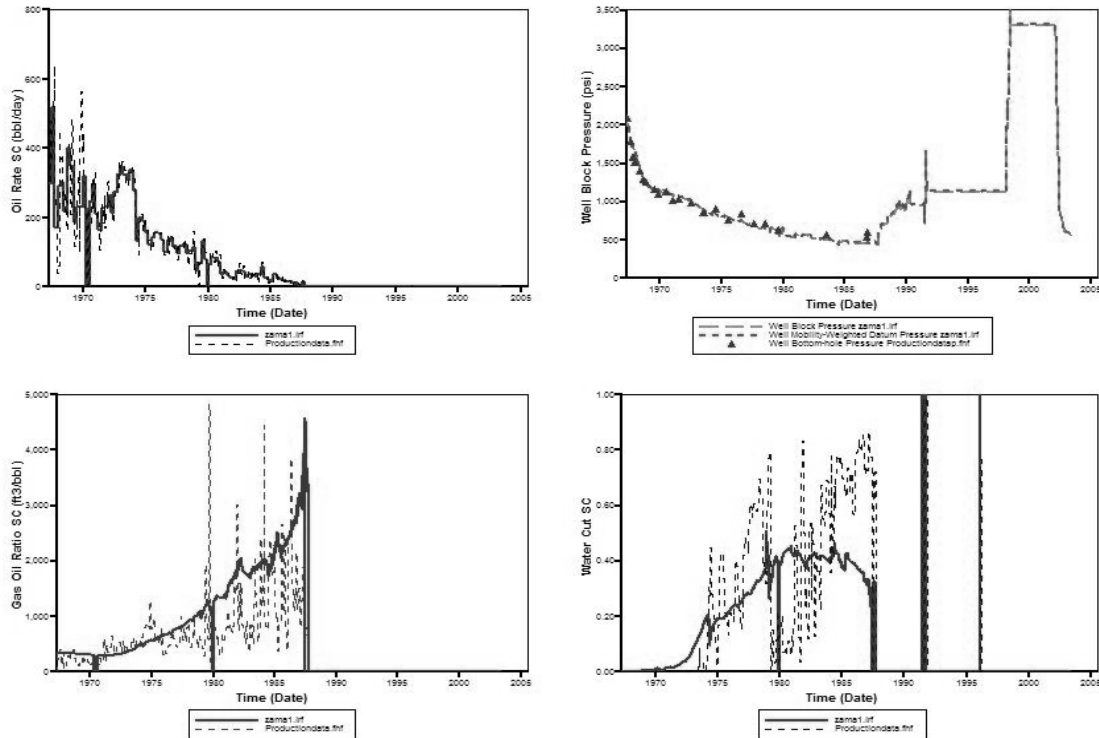 Oil Rate SC (bbl/day)
800
600
400
200
0
1970 1975 1980 1985 1990 1995 2000 2005
Time (Date)
zama1.irf
Productiondata.fhf
Well Block Pressure (psi)
3,500
3,000
2,500
2,000
1,500
1,000
500
0
1970 1975 1980 1985 1990 1995 2000 2005
Time (Date)
Well Block Pressure zama1.irf
Well Mobility-Weighted Datum Pressure zama1.irf
Well Bottom-hole Pressure Productiondatap.fhf
Gas Oil Ratio SC (ft3/bbl)
5,000
4,000
3,000
2,000
1,000
0
1970 1975 1980 1985 1990 1995 2000 2005
Time (Date)
zama1.irf
Productiondata.fhf
Water Cut SC
1.00
0.80
0.60
0.40
0.20
0.00
1970 1975 1980 1985 1990 1995 2000 2005
Time (Date)
zama1.irf
Productiondata.fhf